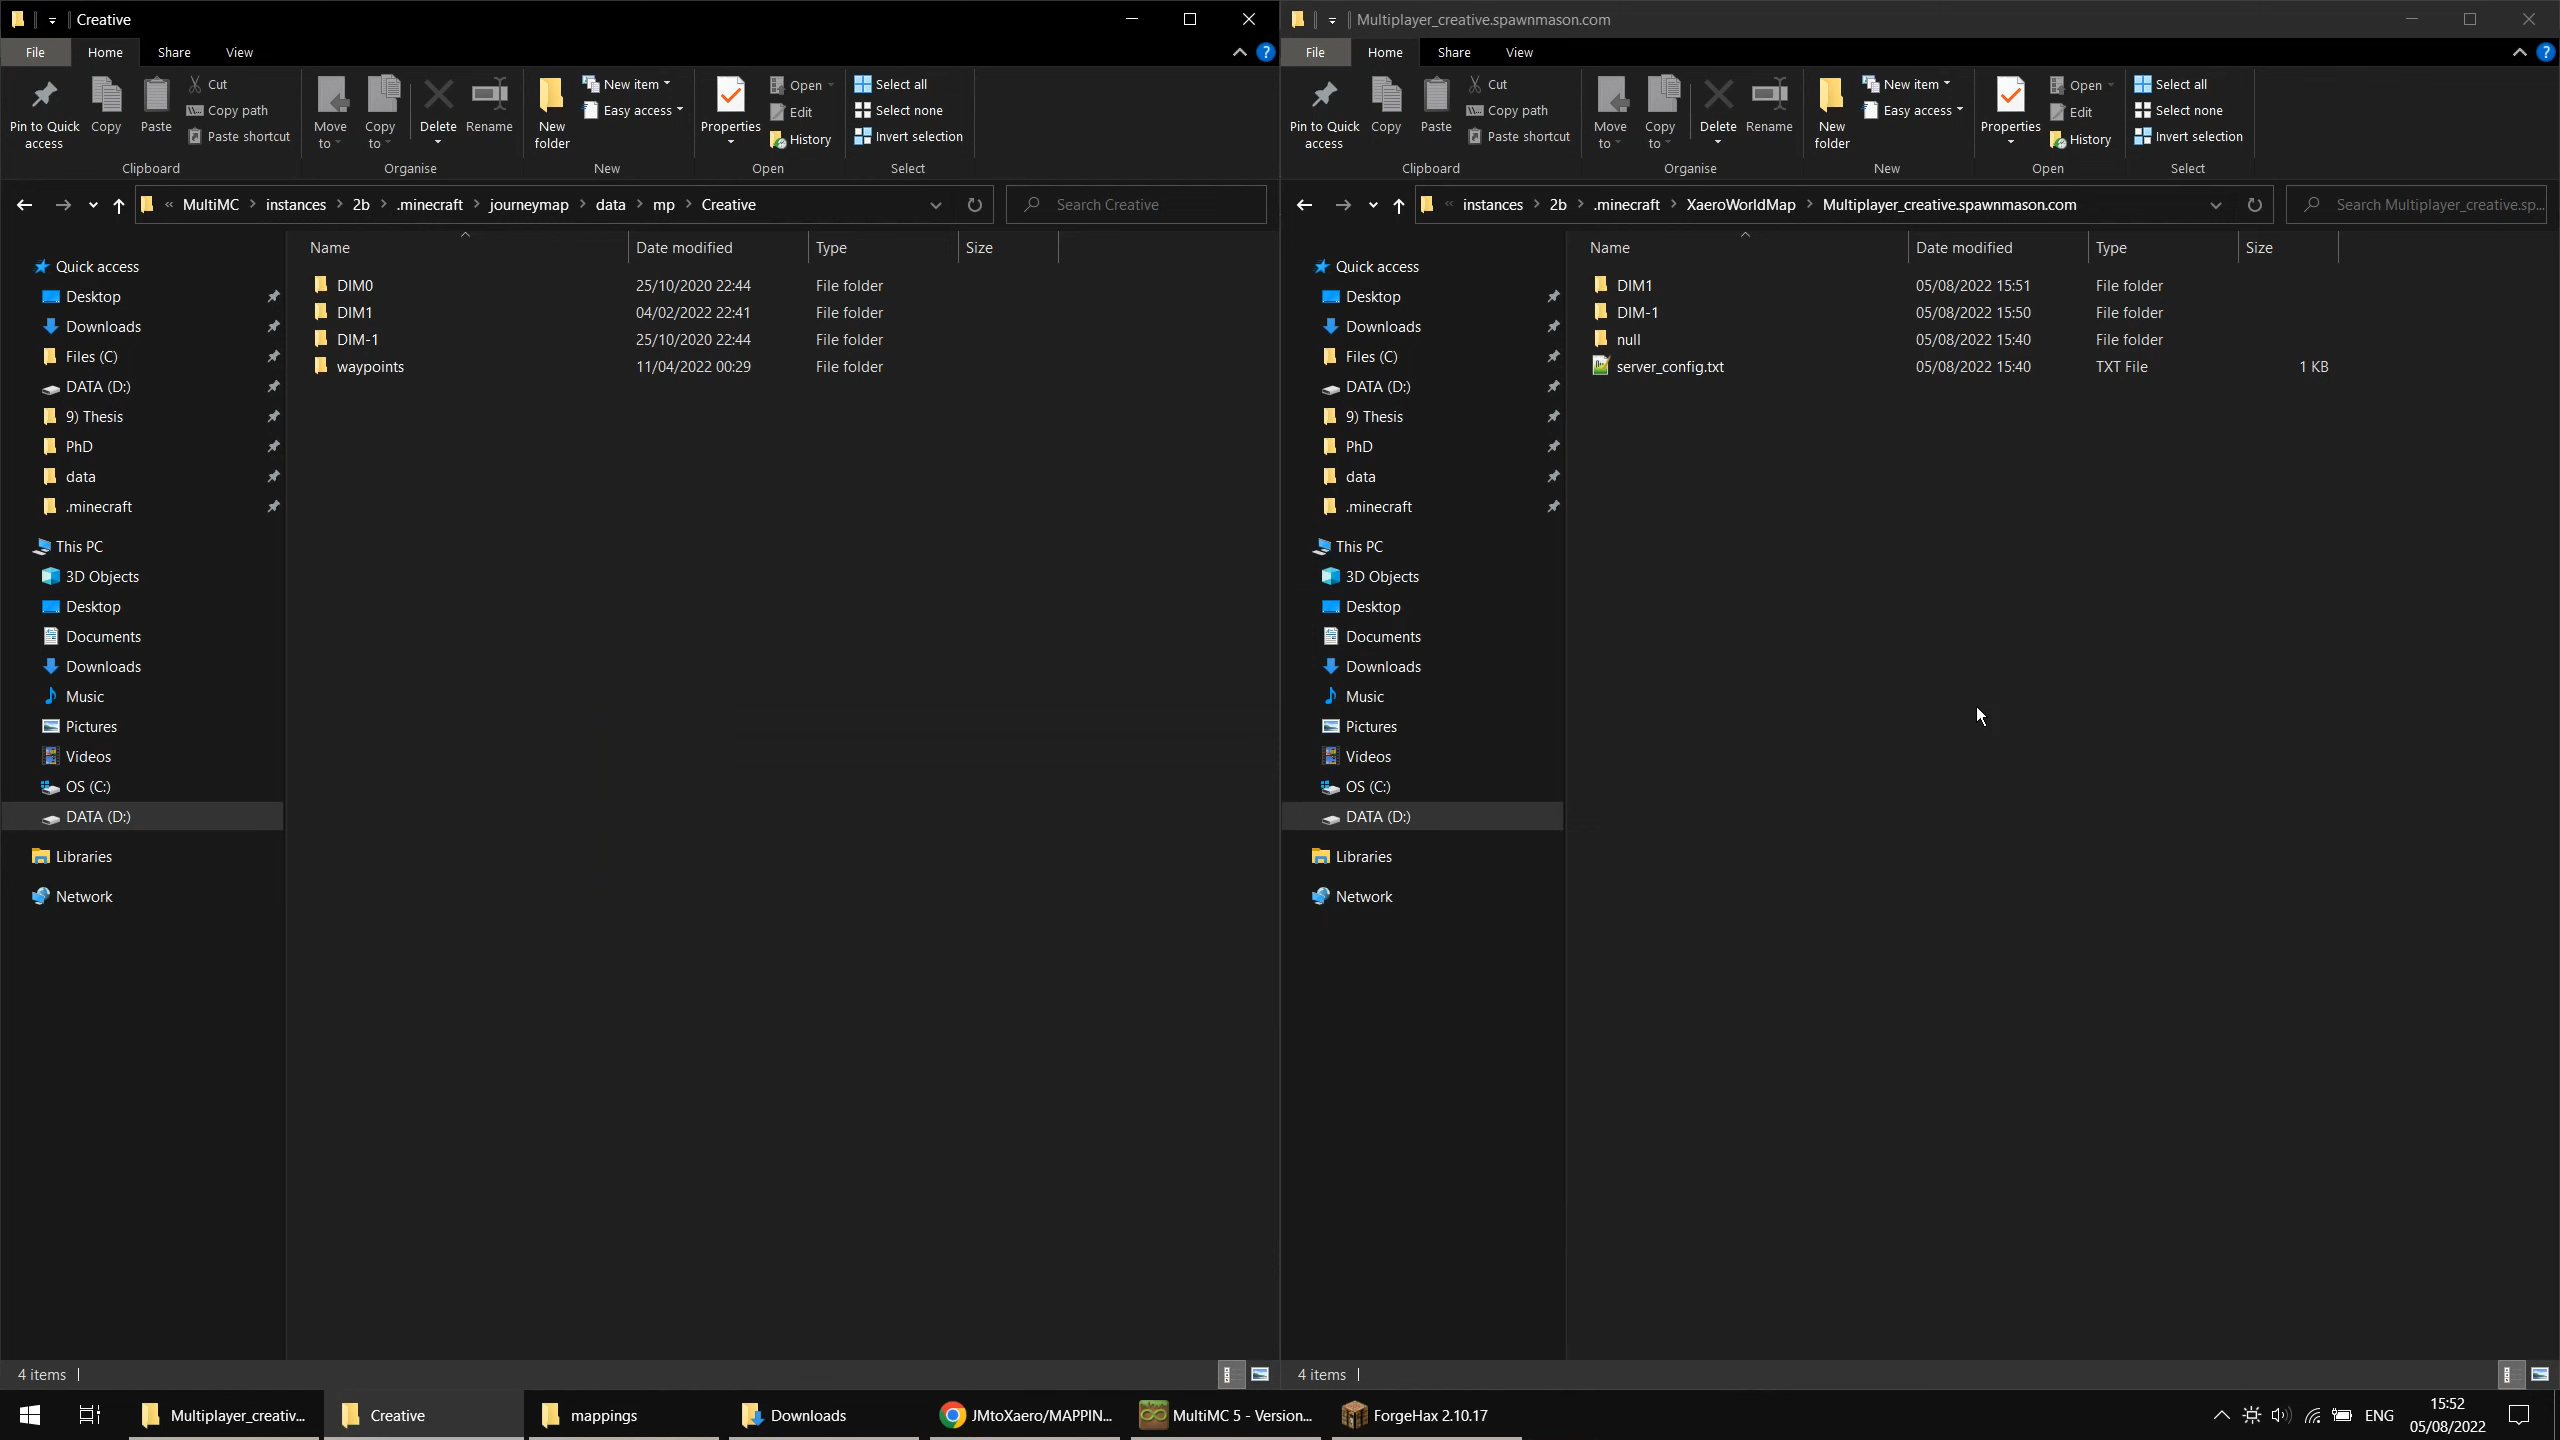 Creative
File Home Share View
Pin to Quick access
Copy
Paste
Cut
Copy path
Paste shortcut
Clipboard
Move to
Copy to
Delete
Rename
Organise
New folder
New item
Easy access
New
Properties
Open
Edit
History
Open
Select all
Select none
Invert selection
Select
« MultiMC > instances > 2b > .minecraft > journeymap > data > mp > Creative
Search Creative
Name Date modified Type Size
DIM0 25/10/2020 22:44 File folder
DIM1 04/02/2022 22:41 File folder
DIM-1 25/10/2020 22:44 File folder
waypoints 11/04/2022 00:29 File folder
Quick access
Desktop
Downloads
Files (C)
DATA (D:)
9) Thesis
PhD
data
.minecraft
This PC
3D Objects
Desktop
Documents
Downloads
Music
Pictures
Videos
OS (C:)
DATA (D:)
Libraries
Network
4 items
Multiplayer_creative.spawnmason.com
File Home Share View
Pin to Quick access
Copy
Paste
Cut
Copy path
Paste shortcut
Clipboard
Move to
Copy to
Delete
Rename
Organise
New folder
New item
Easy access
New
Properties
Open
Edit
History
Open
Select all
Select none
Invert selection
Select
« instances > 2b > .minecraft > XaeroWorldMap > Multiplayer_creative.spawnmason.com
Search Multiplayer_creative.sp...
Name Date modified Type Size
DIM1 05/08/2022 15:51 File folder
DIM-1 05/08/2022 15:50 File folder
null 05/08/2022 15:40 File folder
server_config.txt 05/08/2022 15:40 TXT File 1 KB
Quick access
Desktop
Downloads
Files (C)
DATA (D:)
9) Thesis
PhD
data
.minecraft
This PC
3D Objects
Desktop
Documents
Downloads
Music
Pictures
Videos
OS (C:)
DATA (D:)
Libraries
Network
4 items
Multiplayer_creativ...
Creative
mappings
Downloads
JMtoXaero/MAPPIN...
MultiMC 5 - Version...
ForgeHax 2.10.17
ENG
15:52
05/08/2022